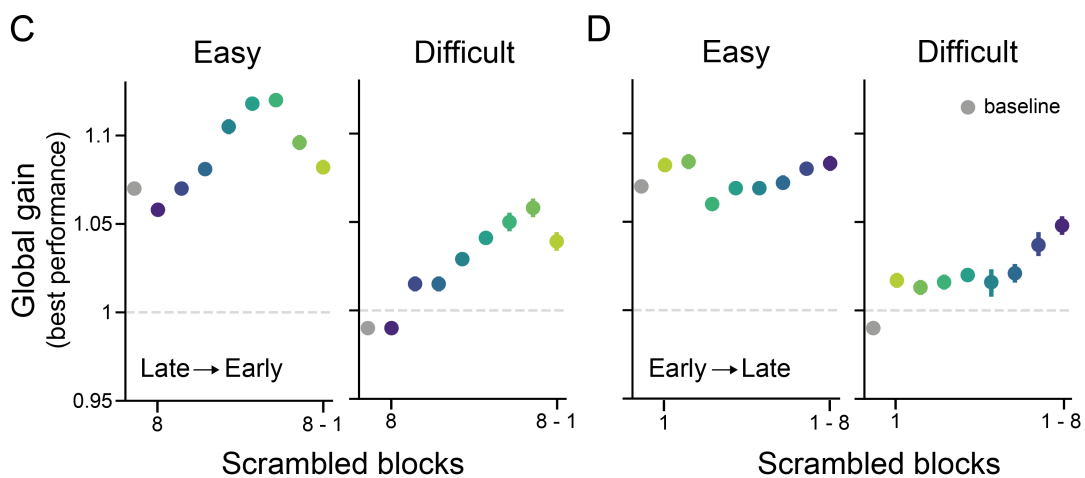 C
Easy
Difficult
Global gain
(best performance)
1.1
1.05
1
0.95
Late → Early
8
8 - 1
8
8 - 1
Scrambled blocks
D
Easy
Difficult
baseline
Early → Late
1
1 - 8
1
1 - 8
Scrambled blocks